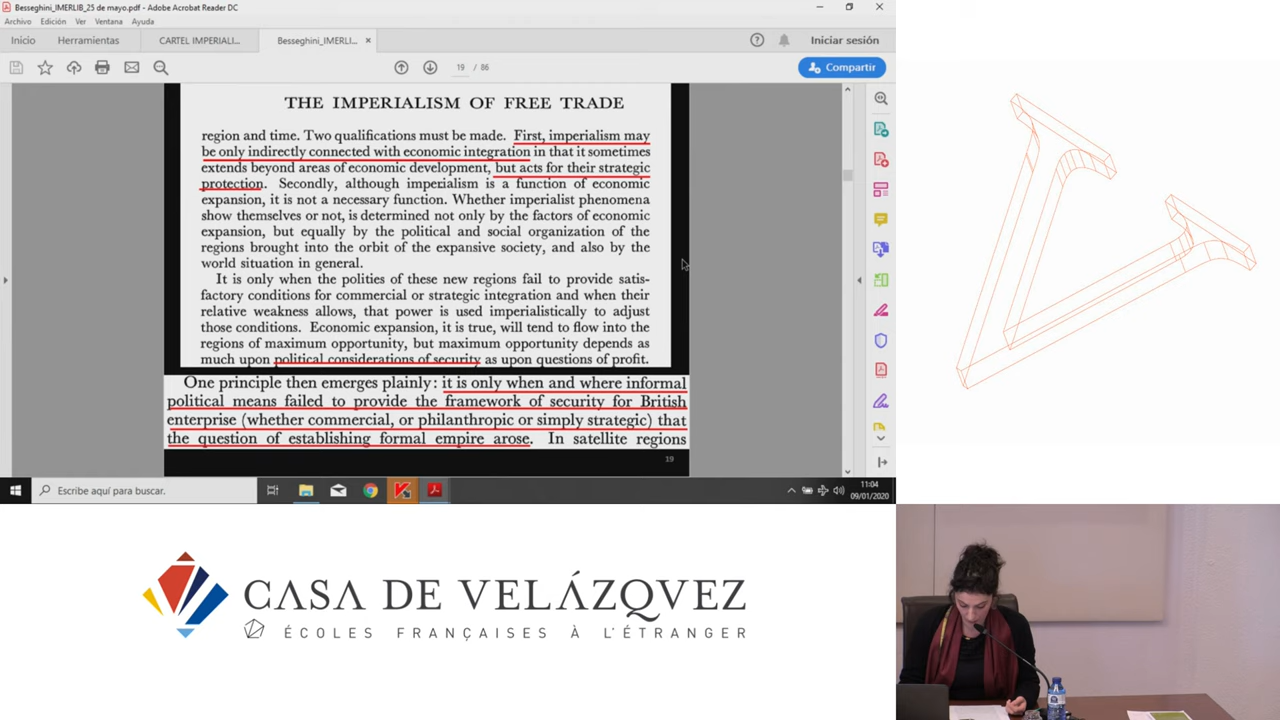 Besseghini_IMERLIB_25 de mayo.pdf - Adobe Acrobat Reader DC
Archivo Edición Ver Ventana Ayuda
Inicio Herramientas CARTEL IMPERIALI... Besseghini_IMERLI... × Iniciar sesión
19 / 86 Compartir
THE IMPERIALISM OF FREE TRADE
region and time. Two qualifications must be made. First, imperialism may
be only indirectly connected with economic integration in that it sometimes
extends beyond areas of economic development, but acts for their strategic
protection. Secondly, although imperialism is a function of economic
expansion, it is not a necessary function. Whether imperialist phenomena
show themselves or not, is determined not only by the factors of economic
expansion, but equally by the political and social organization of the
regions brought into the orbit of the expansive society, and also by the
world situation in general.
It is only when the polities of these new regions fail to provide satis-
factory conditions for commercial or strategic integration and when their
relative weakness allows, that power is used imperialistically to adjust
those conditions. Economic expansion, it is true, will tend to flow into the
regions of maximum opportunity, but maximum opportunity depends as
much upon political considerations of security as upon questions of profit.
One principle then emerges plainly: it is only when and where informal
political means failed to provide the framework of security for British
enterprise (whether commercial, or philanthropic or simply strategic) that
the question of establishing formal empire arose. In satellite regions
19
Escribe aquí para buscar.
11:04
09/01/2020
CASA DE VELÁZQVEZ
ÉCOLES FRANÇAISES À L'ÉTRANGER